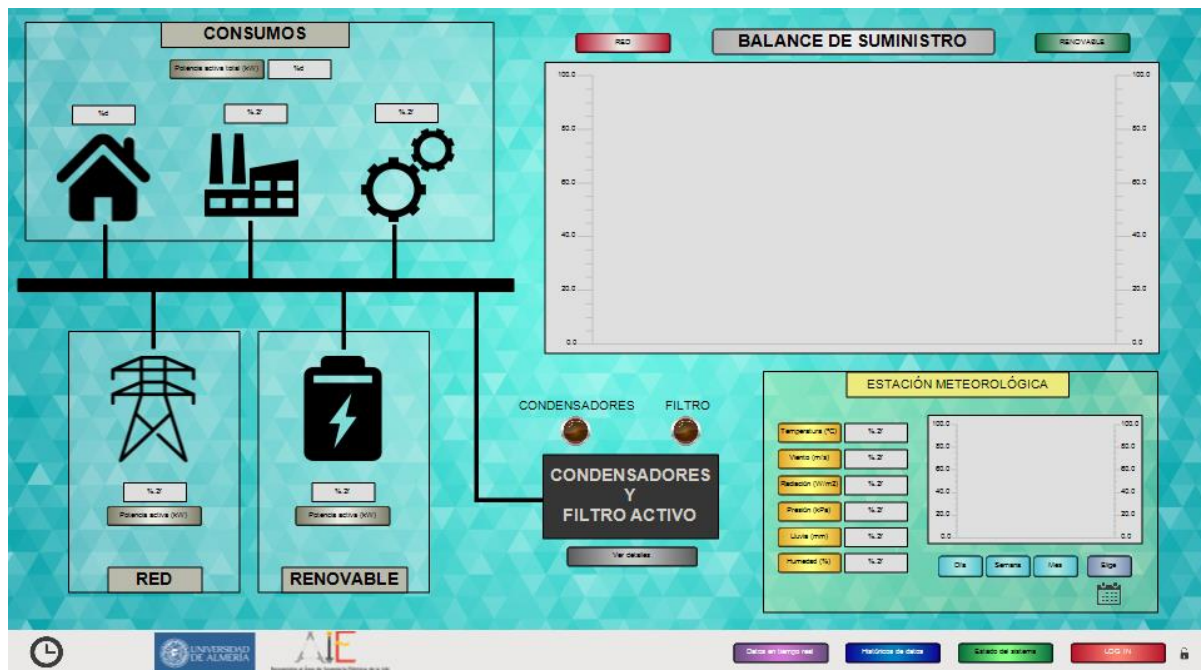 CONSUMOS
Potencia activa total (kW)
%d
%d
%.2f
%.2f
RED
BALANCE DE SUMINISTRO
RENOVABLE
100.0
80.0
60.0
40.0
20.0
0.0
100.0
80.0
60.0
40.0
20.0
0.0
%.2f
Potencia activa (kW)
RED
%.2f
Potencia activa (kW)
RENOVABLE
CONDENSADORES
FILTRO
CONDENSADORES
Y
FILTRO ACTIVO
Ver detalles
ESTACIÓN METEOROLÓGICA
Temperatura (ºC)
%.2f
Viento (m/s)
%.2f
Radiación (W/m2)
%.2f
Presión (kPa)
%.2f
Lluvia (mm)
%.2f
Humedad (%)
%.2f
100.0
80.0
60.0
40.0
20.0
0.0
100.0
80.0
60.0
40.0
20.0
0.0
Día
Semana
Mes
Elige
UNIVERSIDAD
DE ALMERÍA
AIE
Datos en tiempo real
Históricos de datos
Estado del sistema
LOG IN